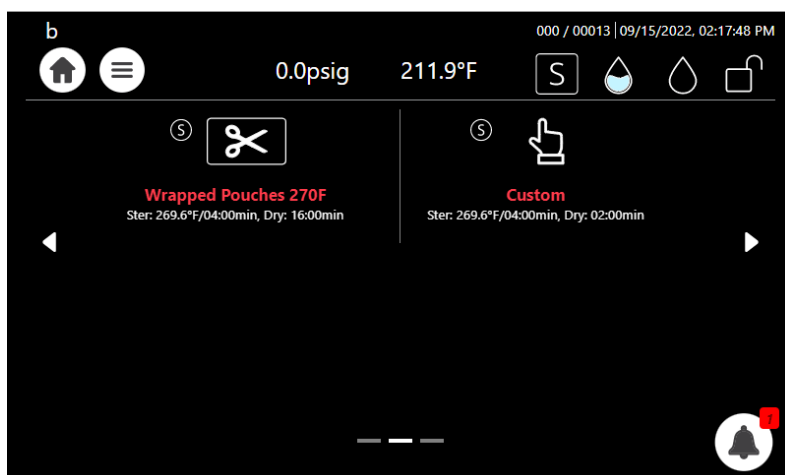 b
000 / 00013 | 09/15/2022, 02:17:48 PM
0.0psig 211.9°F S
S S
Wrapped Pouches 270F
Ster: 269.6°F/04:00min, Dry: 16:00min
Custom
Ster: 269.6°F/04:00min, Dry: 02:00min
1